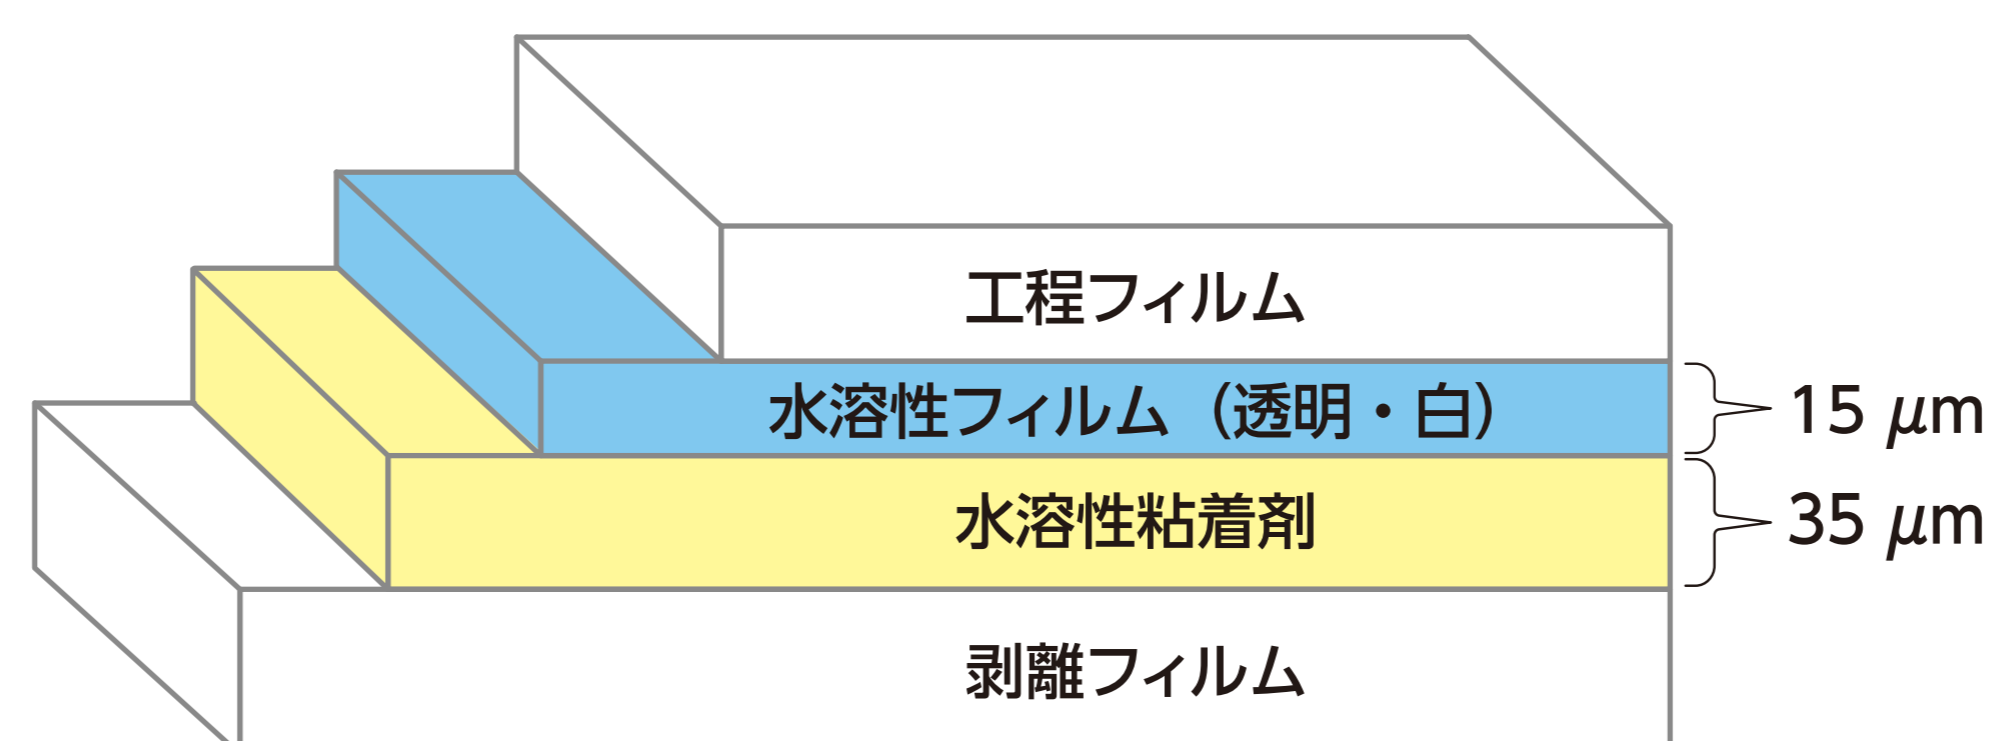 工程フィルム
水溶性フィルム（透明・白）
15 μm
水溶性粘着剤
35 μm
剥離フィルム